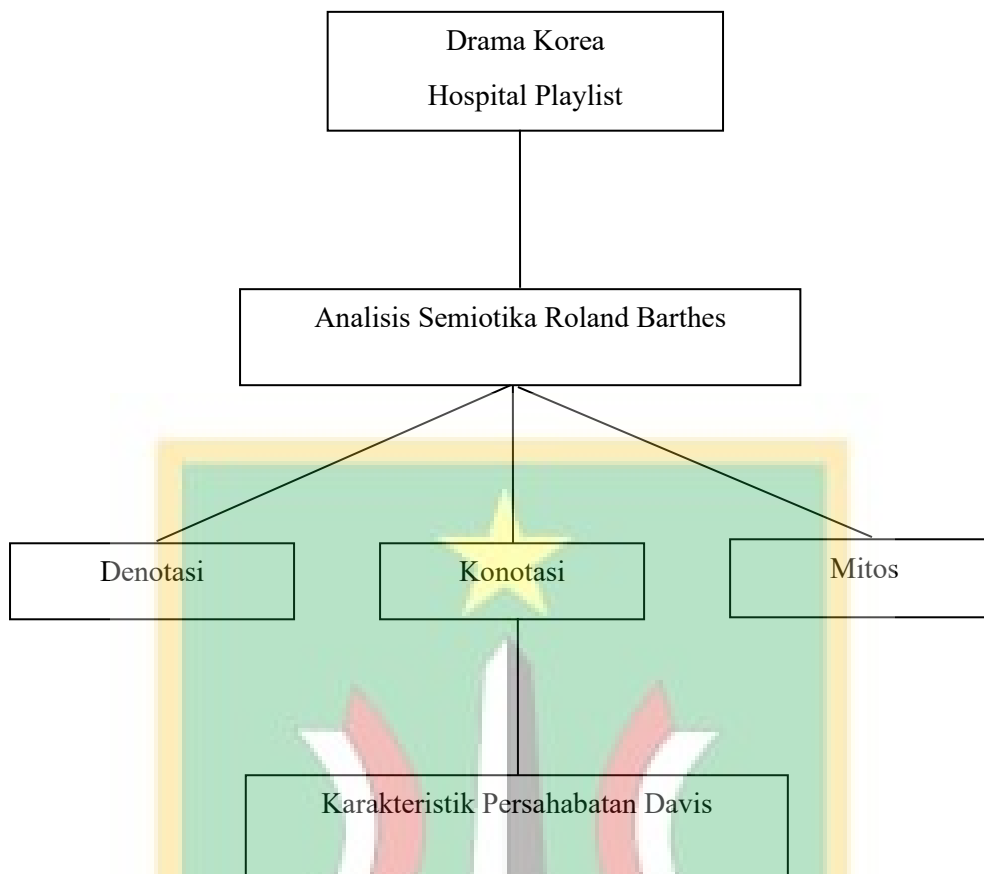 Drama Korea
Hospital Playlist
Analisis Semiotika Roland Barthes
Denotasi
Konotasi
Mitos
Karakteristik Persahabatan Davis